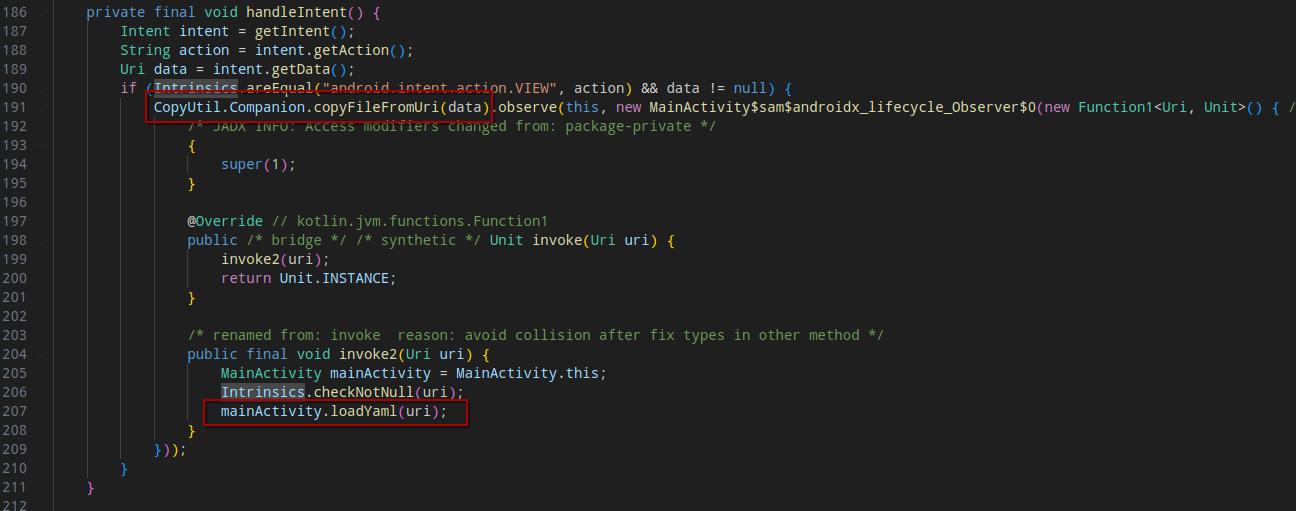 186 private final void handleIntent() {
187 Intent intent = getIntent();
188 String action = intent.getAction();
189 Uri data = intent.getData();
190 if (Intrinsics.areEqual("android.intent.action.VIEW", action) && data != null) {
191 CopyUtil.Companion.copyFileFromUri(data).observe(this, new MainActivity$sam$androidx_lifecycle_Observer$0(new Function1<Uri, Unit>() { /
192 /* JADX INFO: Access modifiers changed from: package-private */
193 {
194 super(1);
195 }
196
197 @Override // kotlin.jvm.functions.Function1
198 public /* bridge */ /* synthetic */ Unit invoke(Uri uri) {
199 invoke2(uri);
200 return Unit.INSTANCE;
201 }
202
203 /* renamed from: invoke  reason: avoid collision after fix types in other method */
204 public final void invoke2(Uri uri) {
205 MainActivity mainActivity = MainActivity.this;
206 Intrinsics.checkNotNull(uri);
207 mainActivity.loadYaml(uri);
208 }
209 }));
210 }
211 }
212